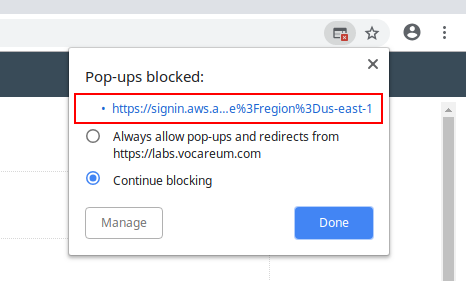 Pop-ups blocked:
• https://signin.aws.a...e%3Fregion%3Dus-east-1
Always allow pop-ups and redirects from
https://labs.vocareum.com
Continue blocking
Manage
Done